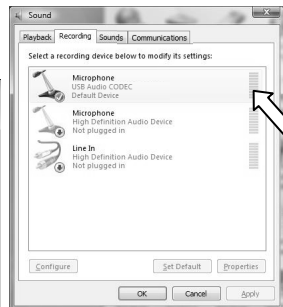 Sound
Playback Recording Sounds Communications
Select a recording device below to modify its settings:
Microphone
USB Audio CODEC
Default Device
Microphone
High Definition Audio Device
Not plugged in
Line In
High Definition Audio Device
Not plugged in
Configure Set Default Properties
OK Cancel Apply